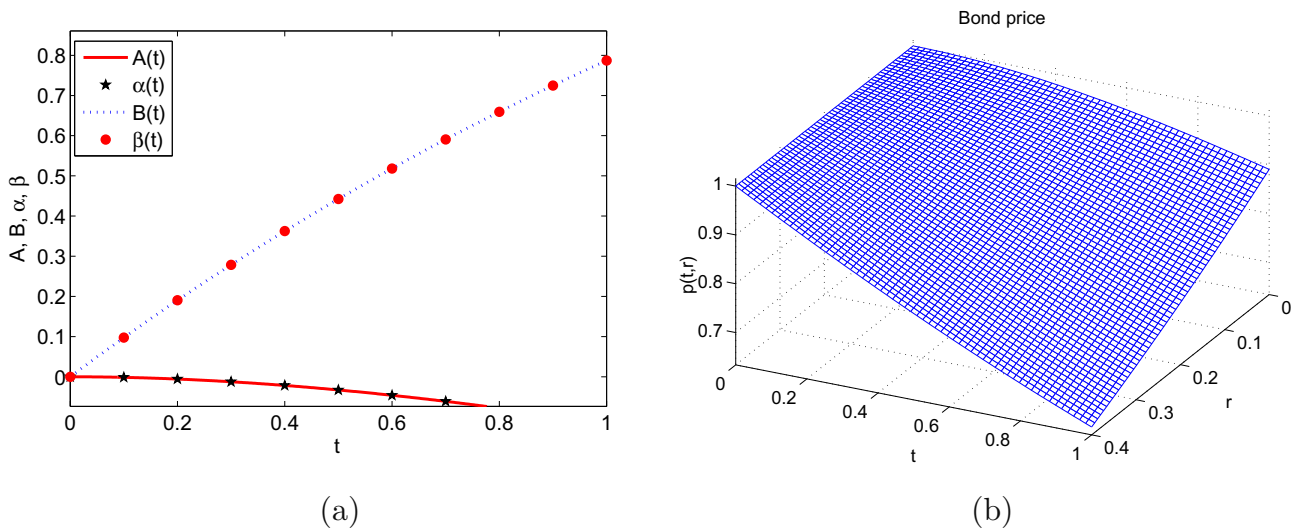 A, B, α, β
0.8
0.7
0.6
0.5
0.4
0.3
0.2
0.1
0
A(t)
α(t)
B(t)
β(t)
0 0.2 0.4 0.6 0.8 1
t
(a)
Bond price
p(t,r)
1
0.9
0.8
0.7
0 0.2 0.4 0.6 0.8 1
t
0.4 0.3 0.2 0.1 0
r
(b)